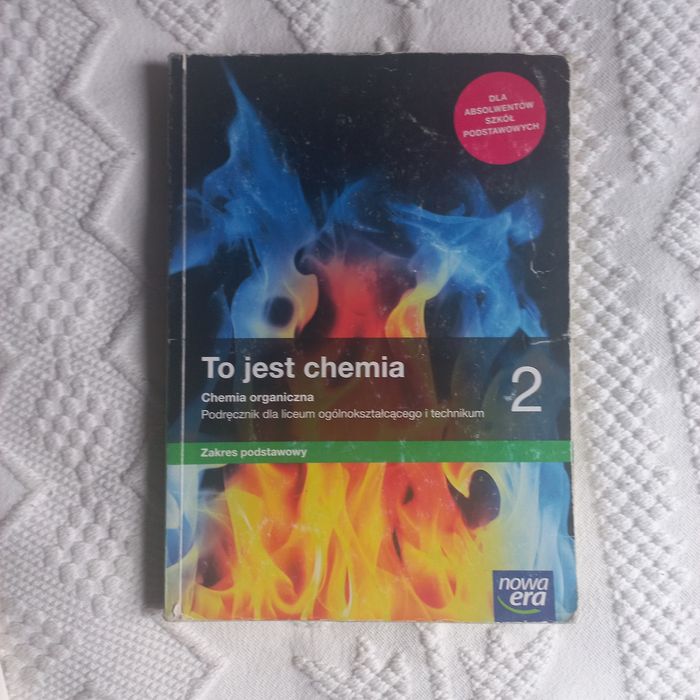 DLA
ABSOLWENTÓW
SZKÓŁ
PODSTAWOWYCH
To jest chemia
2
Chemia organiczna
Podręcznik dla liceum ogólnokształcącego i technikum
Zakres podstawowy
nowa
era